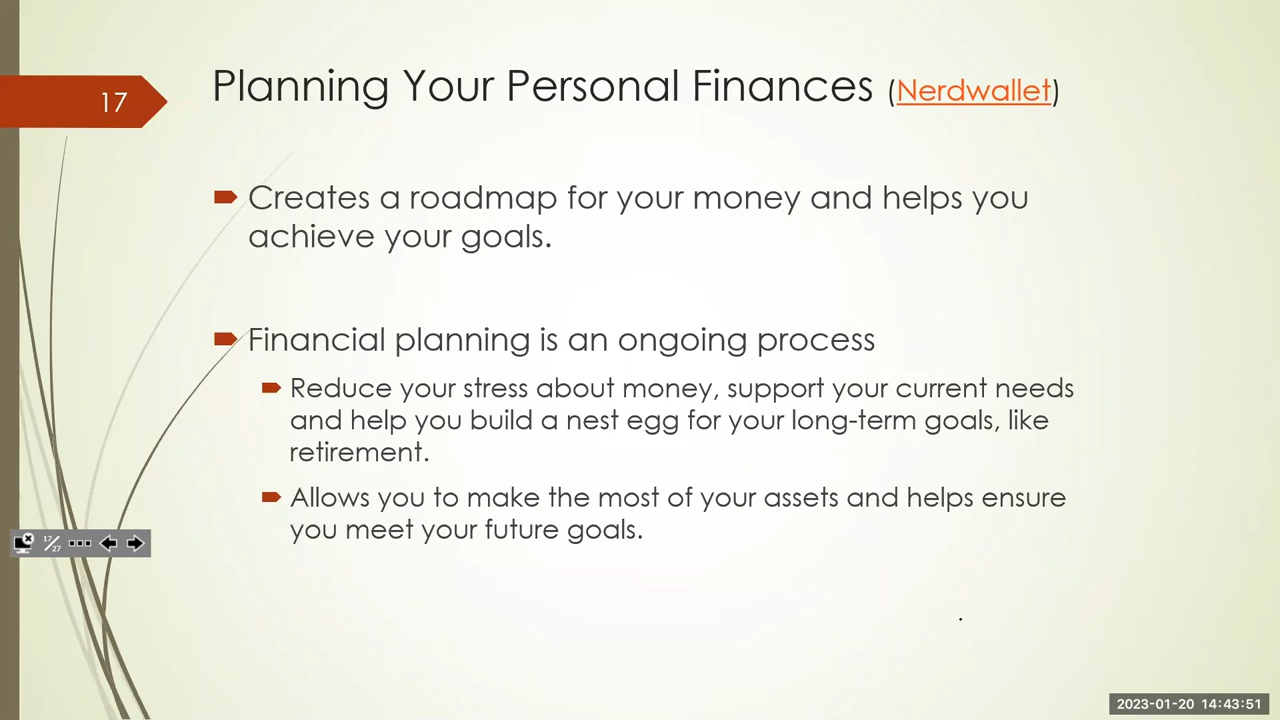 17
Planning Your Personal Finances (Nerdwallet)
Creates a roadmap for your money and helps you
achieve your goals.
Financial planning is an ongoing process
Reduce your stress about money, support your current needs
and help you build a nest egg for your long-term goals, like
retirement.
Allows you to make the most of your assets and helps ensure
you meet your future goals.
17/27
2023-01-20 14:43:51